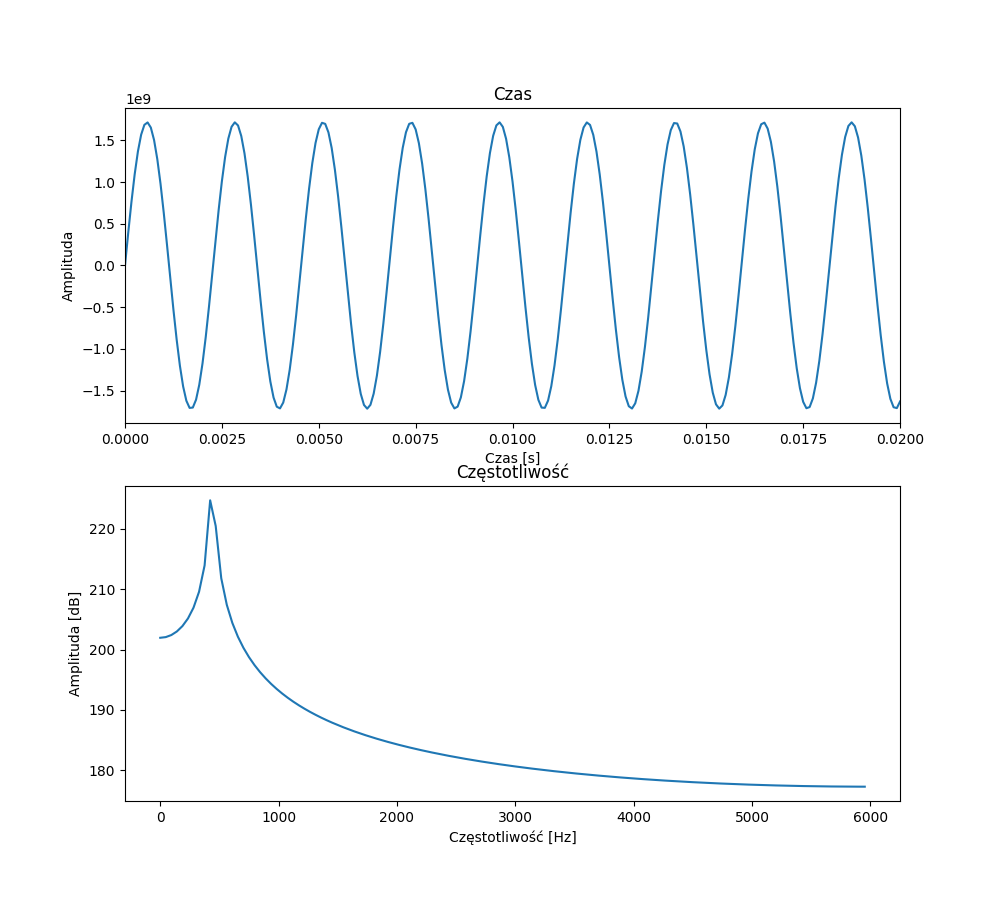 Czas
1e9
1.5
1.0
0.5
0.0
−0.5
−1.0
−1.5
Amplituda
0.0000 0.0025 0.0050 0.0075 0.0100 0.0125 0.0150 0.0175 0.0200
Czas [s]
Częstotliwość
220
210
200
190
180
Amplituda [dB]
0 1000 2000 3000 4000 5000 6000
Częstotliwość [Hz]